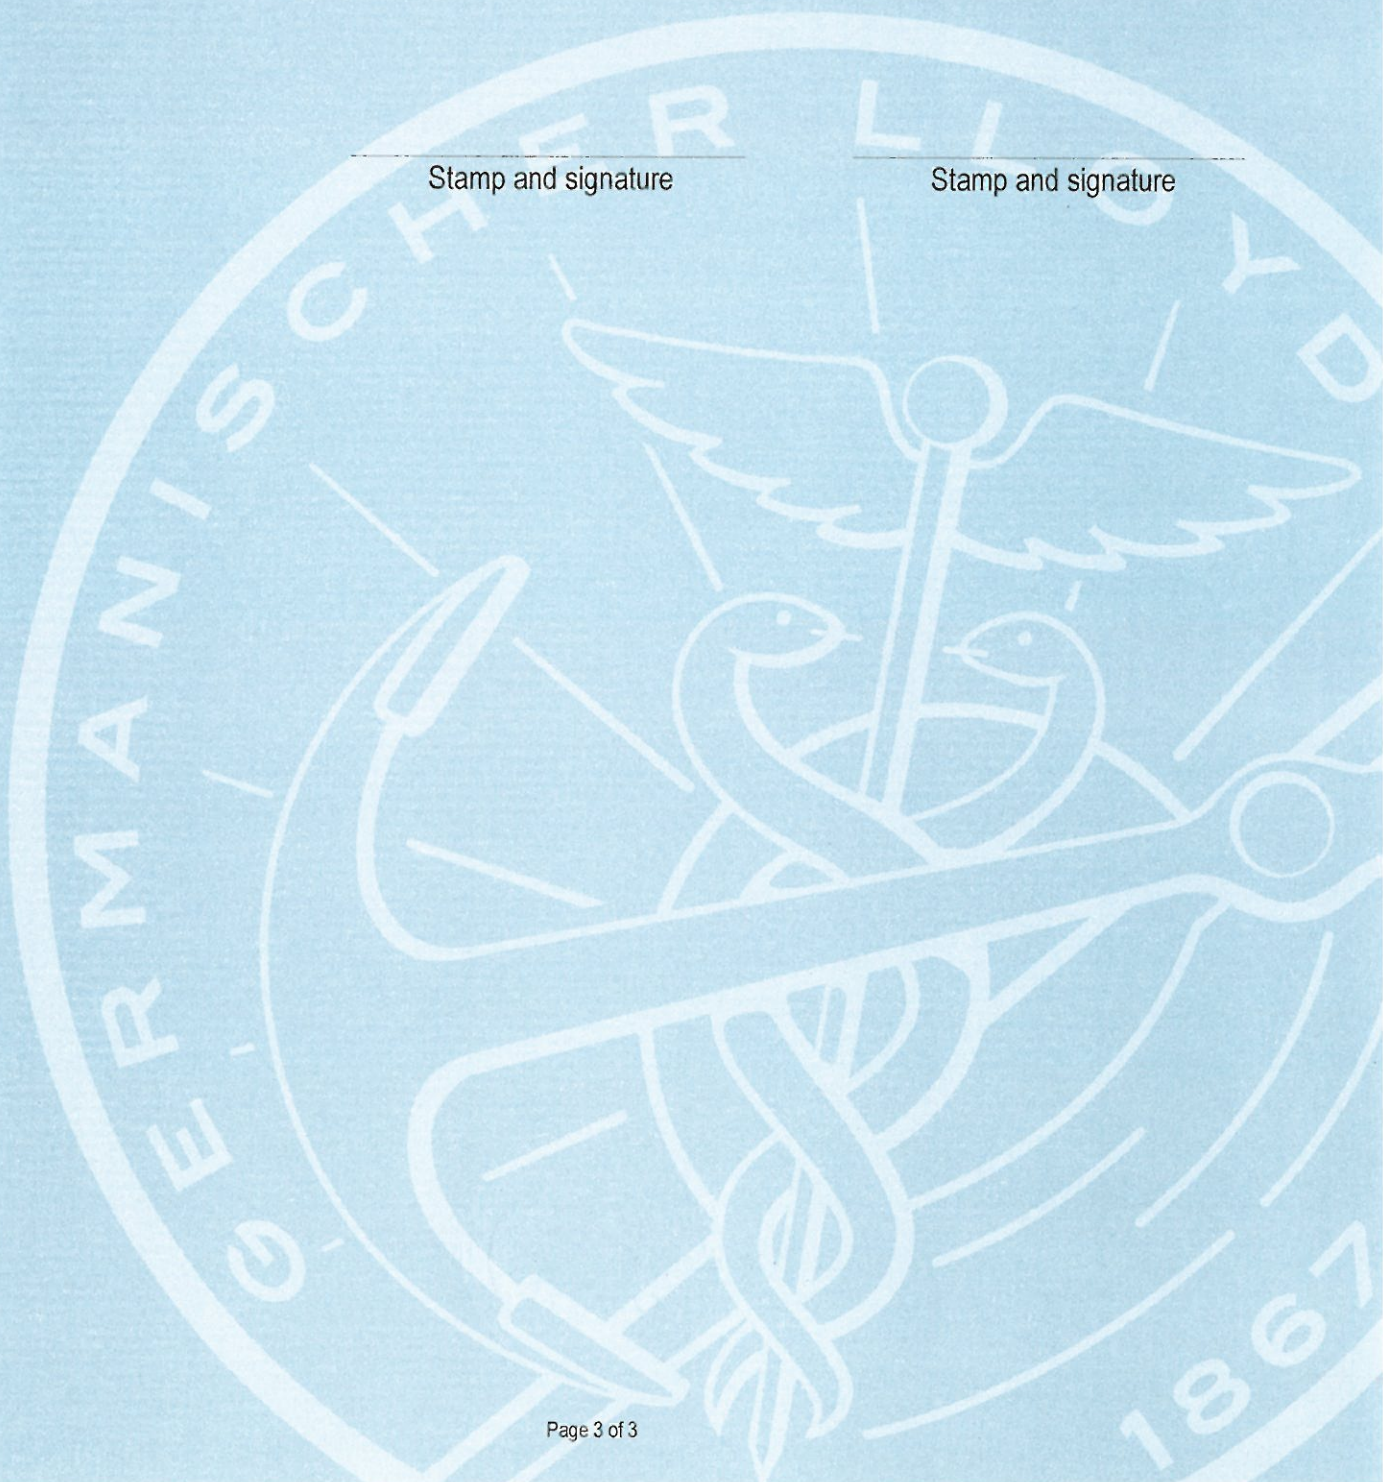 GERMANISCHER LLOYD
Stamp and signature Stamp and signature
1867
Page 3 of 3